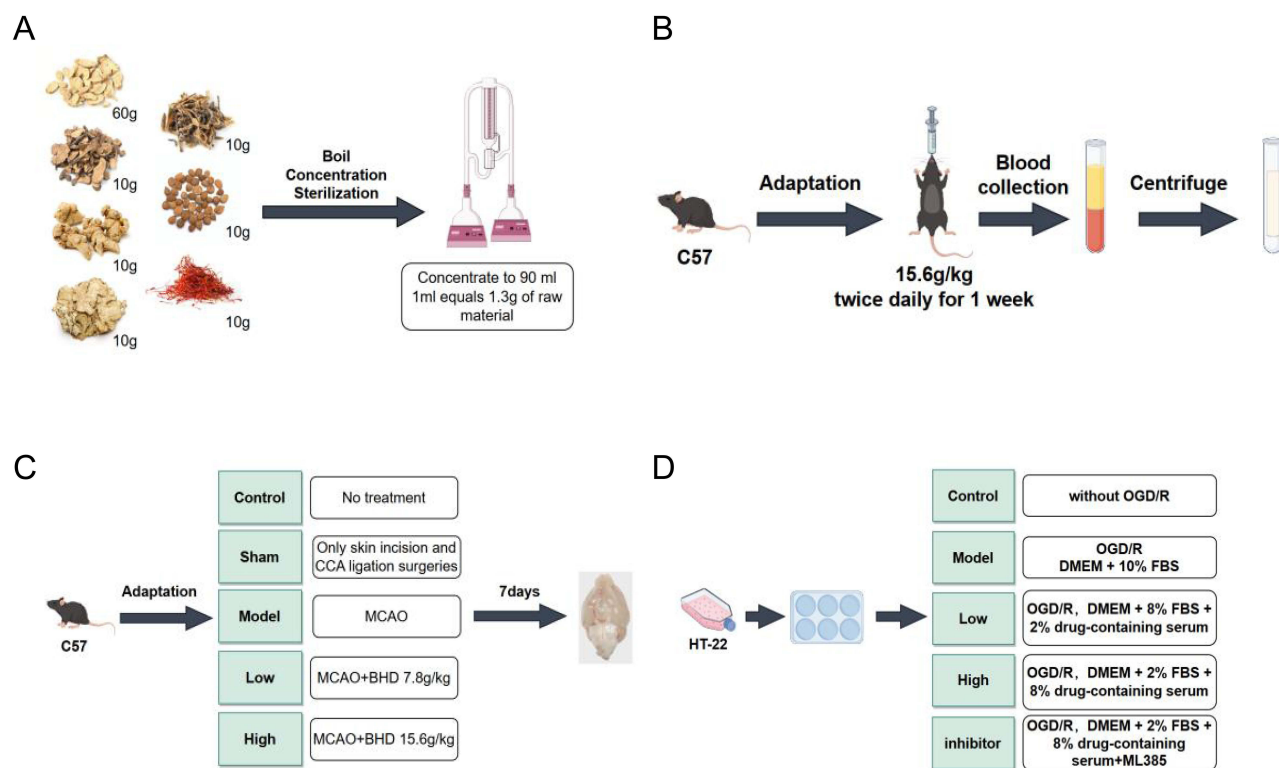 A
60g
10g
10g
10g
10g
10g
10g
Boil
Concentration
Sterilization
Concentrate to 90 ml
1ml equals 1.3g of raw
material
B
C57
Adaptation
15.6g/kg
twice daily for 1 week
Blood
collection
Centrifuge
C
C57
Adaptation
Control
No treatment
Sham
Only skin incision and
CCA ligation surgeries
Model
MCAO
Low
MCAO+BHD 7.8g/kg
High
MCAO+BHD 15.6g/kg
7days
D
HT-22
Control
without OGD/R
Model
OGD/R
DMEM + 10% FBS
Low
OGD/R, DMEM + 8% FBS +
2% drug-containing serum
High
OGD/R, DMEM + 2% FBS +
8% drug-containing serum
inhibitor
OGD/R, DMEM + 2% FBS +
8% drug-containing
serum+ML385